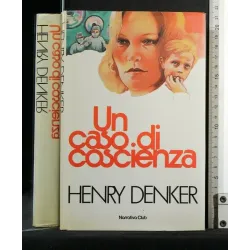 HENRY DENKER
Un caso di coscienza
Un
caso di
coscienza
HENRY DENKER
Narrativa Club